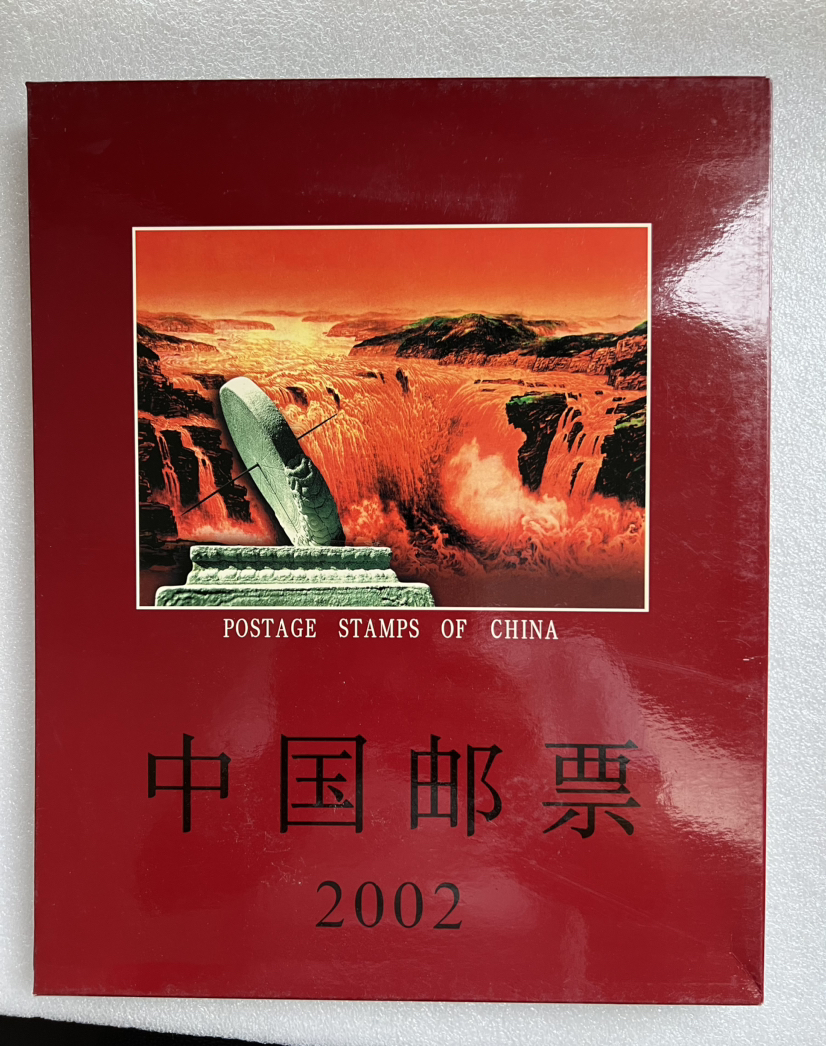 POSTAGE STAMPS OF CHINA
中国邮票
2002